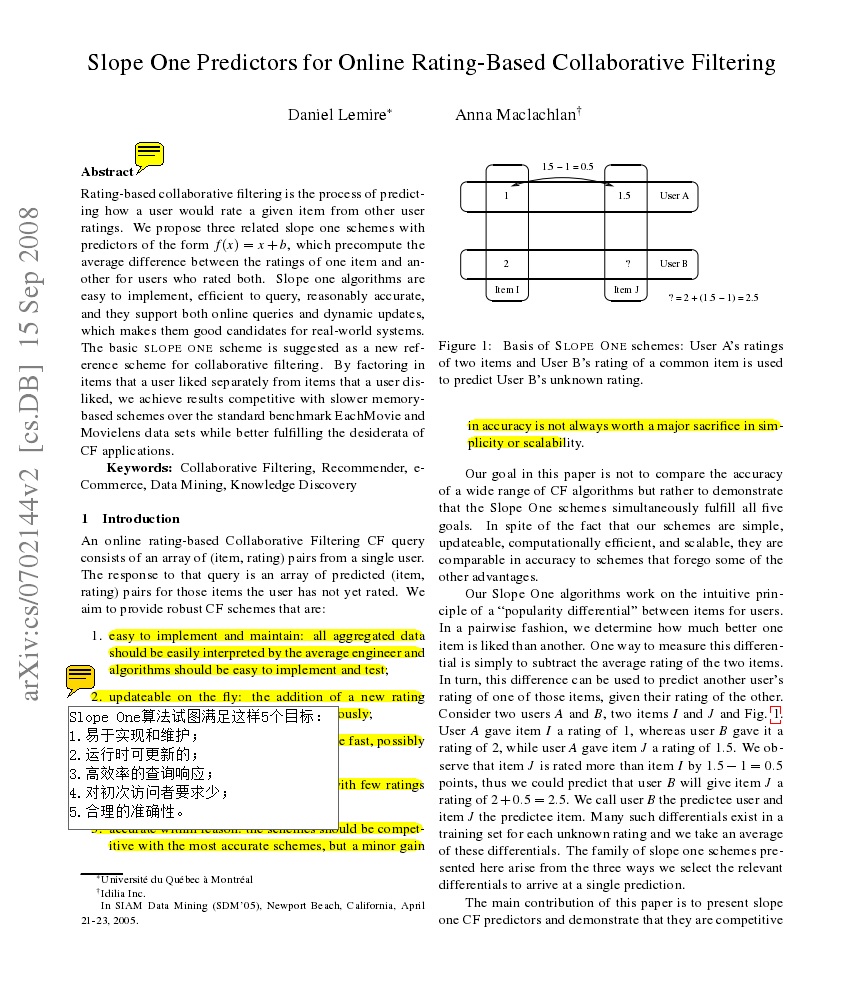 Slope One Predictors for Online Rating-Based Collaborative Filtering
Daniel Lemire* Anna Maclachlan†
arXiv:cs/0702144v2 [cs.DB] 15 Sep 2008
Abstract
Rating-based collaborative filtering is the process of predict-
ing how a user would rate a given item from other user
ratings. We propose three related slope one schemes with
predictors of the form f(x) = x + b, which precompute the
average difference between the ratings of one item and an-
other for users who rated both. Slope one algorithms are
easy to implement, efficient to query, reasonably accurate,
and they support both online queries and dynamic updates,
which makes them good candidates for real-world systems.
The basic SLOPE ONE scheme is suggested as a new ref-
erence scheme for collaborative filtering. By factoring in
items that a user liked separately from items that a user dis-
liked, we achieve results competitive with slower memory-
based schemes over the standard benchmark EachMovie and
Movielens data sets while better fulfilling the desiderata of
CF applications.
Keywords: Collaborative Filtering, Recommender, e-
Commerce, Data Mining, Knowledge Discovery
1 Introduction
An online rating-based Collaborative Filtering CF query
consists of an array of (item, rating) pairs from a single user.
The response to that query is an array of predicted (item,
rating) pairs for those items the user has not yet rated. We
aim to provide robust CF schemes that are:
1. easy to implement and maintain: all aggregated data
should be easily interpreted by the average engineer and
algorithms should be easy to implement and test;
2. updateable on the fly: the addition of a new rating
ously;
e fast, possibly
ith few ratings
Slope One算法试图满足这样5个目标:
1.易于实现和维护;
2.运行时可更新的;
3.高效率的查询响应;
4.对初次访问者要求少;
5.合理的准确性。
5. accurate within reason: the schemes should be compet-
itive with the most accurate schemes, but a minor gain
*Université du Québec à Montréal
†Idilia Inc.
In SIAM Data Mining (SDM'05), Newport Beach, California, April
21-23, 2005.
1.5 − 1 = 0.5
1 1.5 User A
2 ? User B
Item I Item J
? = 2 + (1.5 − 1) = 2.5
Figure 1: Basis of SLOPE ONE schemes: User A's ratings
of two items and User B's rating of a common item is used
to predict User B's unknown rating.
in accuracy is not always worth a major sacrifice in sim-
plicity or scalability.
Our goal in this paper is not to compare the accuracy
of a wide range of CF algorithms but rather to demonstrate
that the Slope One schemes simultaneously fulfill all five
goals. In spite of the fact that our schemes are simple,
updateable, computationally efficient, and scalable, they are
comparable in accuracy to schemes that forego some of the
other advantages.
Our Slope One algorithms work on the intuitive prin-
ciple of a “popularity differential” between items for users.
In a pairwise fashion, we determine how much better one
item is liked than another. One way to measure this differen-
tial is simply to subtract the average rating of the two items.
In turn, this difference can be used to predict another user's
rating of one of those items, given their rating of the other.
Consider two users A and B, two items I and J and Fig. 1.
User A gave item I a rating of 1, whereas user B gave it a
rating of 2, while user A gave item J a rating of 1.5. We ob-
serve that item J is rated more than item I by 1.5 − 1 = 0.5
points, thus we could predict that user B will give item J a
rating of 2 + 0.5 = 2.5. We call user B the predictee user and
item J the predictee item. Many such differentials exist in a
training set for each unknown rating and we take an average
of these differentials. The family of slope one schemes pre-
sented here arise from the three ways we select the relevant
differentials to arrive at a single prediction.
The main contribution of this paper is to present slope
one CF predictors and demonstrate that they are competitive